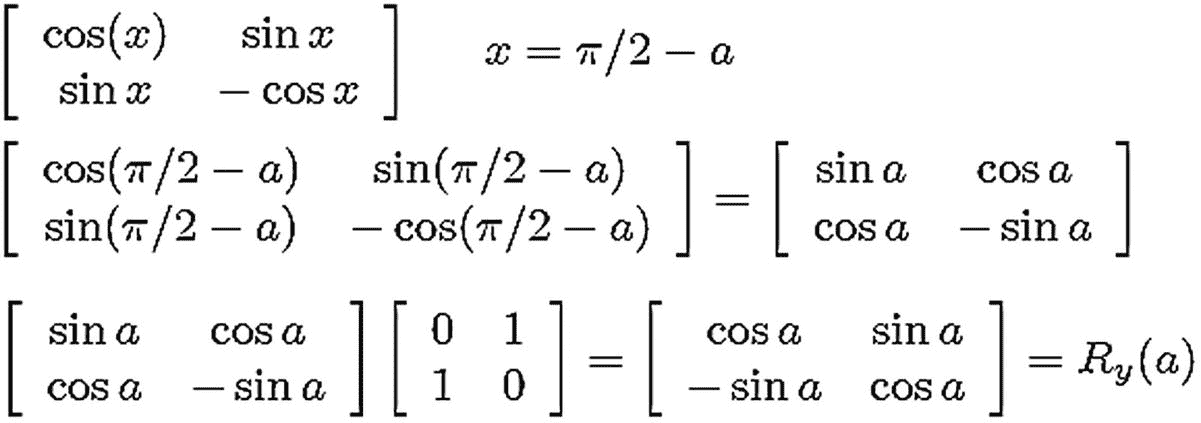 [ cos(x) sin x ] x = π/2 − a
[ sin x − cos x ]
[ cos(π/2 − a) sin(π/2 − a) ] = [ sin a cos a ]
[ sin(π/2 − a) − cos(π/2 − a) ] [ cos a − sin a ]
[ sin a cos a ] [ 0 1 ] = [ cos a sin a ] = R_y(a)
[ cos a − sin a ] [ 1 0 ] [ − sin a cos a ]